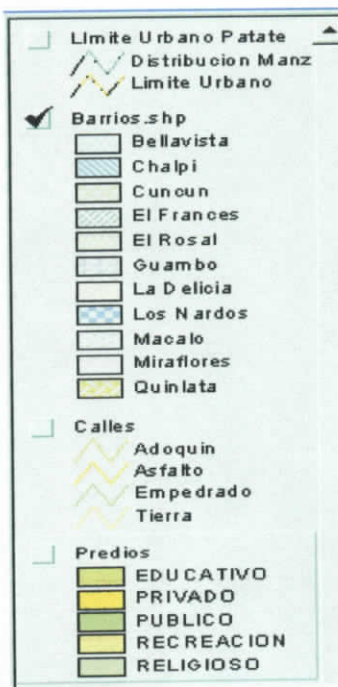 LImite Urbano Patate
Distribucion Manz
Limite Urbano
Barrios.shp
Bellavista
Chalpi
Cuncun
El Frances
El Rosal
Guambo
La Delicia
Los Nardos
Macalo
Miraflores
Quinlata
Calles
Adoquin
Asfalto
Empedrado
Tierra
Predios
EDUCATIVO
PRIVADO
PUBLICO
RECREACION
RELIGIOSO